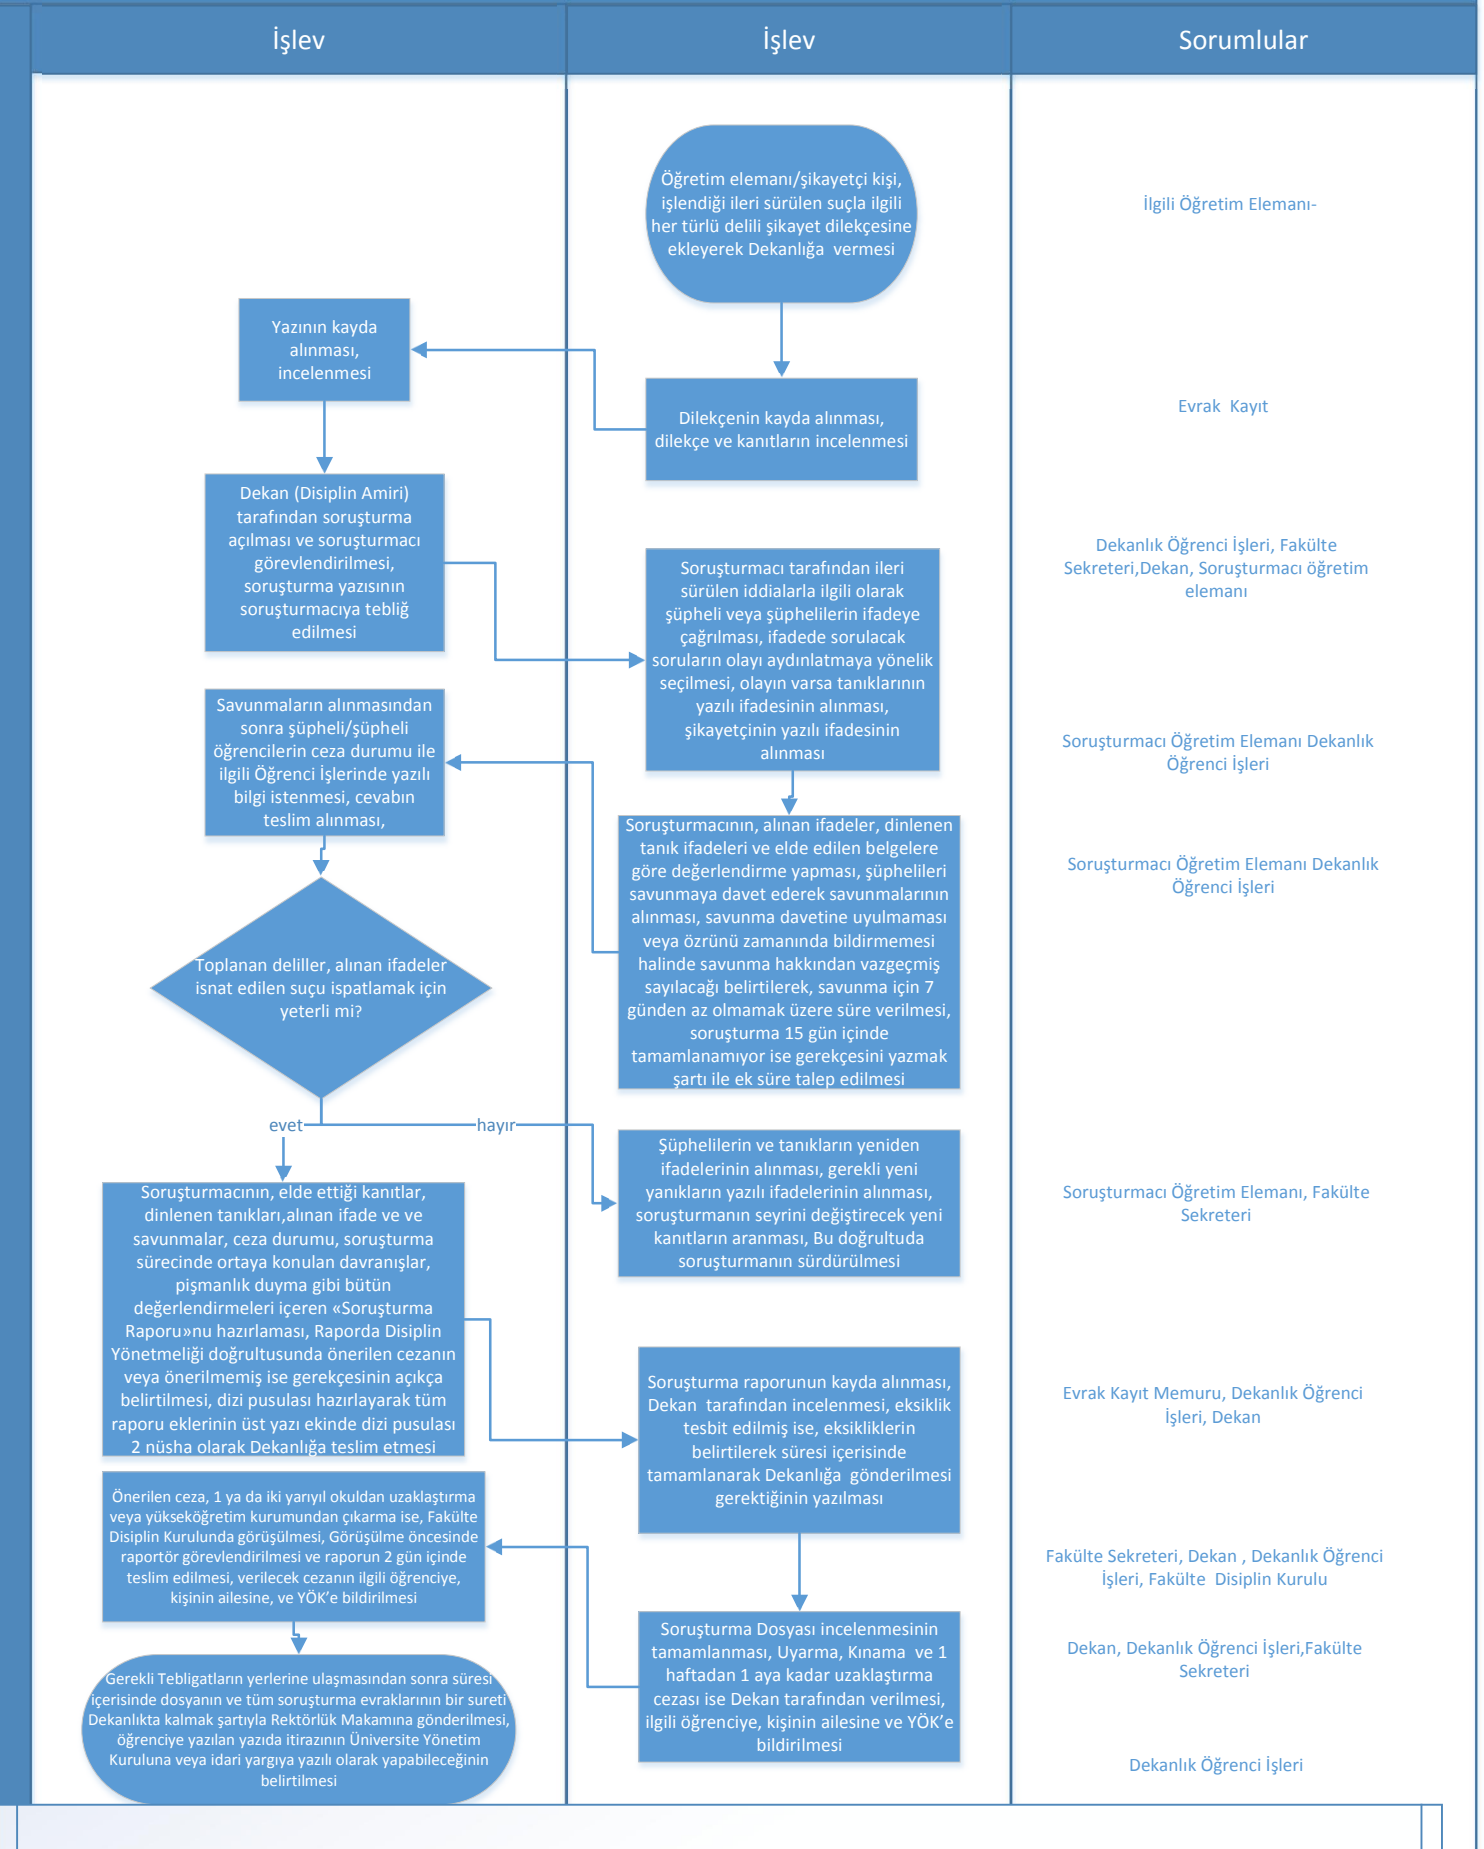 İşlev
İşlev
Sorumlular
Öğretim elemanı/şikayetçi kişi,
işlendiği ileri sürülen suçla ilgili
her türlü delili şikayet dilekçesine
ekleyerek Dekanlığa  vermesi
İlgili Öğretim Elemanı-
Yazının kayda
alınması,
incelenmesi
Dilekçenin kayda alınması,
dilekçe ve kanıtların incelenmesi
Evrak  Kayıt
Dekan (Disiplin Amiri)
tarafından soruşturma
açılması ve soruşturmacı
görevlendirilmesi,
soruşturma yazısının
soruşturmacıya tebliğ
edilmesi
Soruşturmacı tarafından ileri
sürülen iddialarla ilgili olarak
şüpheli veya şüphelilerin ifadeye
çağrılması, ifadede sorulacak
soruların olayı aydınlatmaya yönelik
seçilmesi, olayın varsa tanıklarının
yazılı ifadesinin alınması,
şikayetçinin yazılı ifadesinin
alınması
Dekanlık Öğrenci İşleri, Fakülte
Sekreteri,Dekan, Soruşturmacı öğretim
elemanı
Savunmaların alınmasından
sonra şüpheli/şüpheli
öğrencilerin ceza durumu ile
ilgili Öğrenci İşlerinde yazılı
bilgi istenmesi, cevabın
teslim alınması,
Soruşturmacı Öğretim Elemanı Dekanlık
Öğrenci İşleri
Soruşturmacının, alınan ifadeler, dinlenen
tanık ifadeleri ve elde edilen belgelere
göre değerlendirme yapması, şüphelileri
savunmaya davet ederek savunmalarının
alınması, savunma davetine uyulmaması
veya özrünü zamanında bildirmemesi
halinde savunma hakkından vazgeçmiş
sayılacağı belirtilerek, savunma için 7
günden az olmamak üzere süre verilmesi,
soruşturma 15 gün içinde
tamamlanamıyor ise gerekçesini yazmak
şartı ile ek süre talep edilmesi
Soruşturmacı Öğretim Elemanı Dekanlık
Öğrenci İşleri
Toplanan deliller, alınan ifadeler
isnat edilen suçu ispatlamak için
yeterli mi?
evet
hayır
Şüphelilerin ve tanıkların yeniden
ifadelerinin alınması, gerekli yeni
yanıkların yazılı ifadelerinin alınması,
soruşturmanın seyrini değiştirecek yeni
kanıtların aranması, Bu doğrultuda
soruşturmanın sürdürülmesi
Soruşturmacı Öğretim Elemanı, Fakülte
Sekreteri
Soruşturmacının, elde ettiği kanıtlar,
dinlenen tanıkları,alınan ifade ve ve
savunmalar, ceza durumu, soruşturma
sürecinde ortaya konulan davranışlar,
pişmanlık duyma gibi bütün
değerlendirmeleri içeren «Soruşturma
Raporu»nu hazırlaması, Raporda Disiplin
Yönetmeliği doğrultusunda önerilen cezanın
veya önerilmemiş ise gerekçesinin açıkça
belirtilmesi, dizi pusulası hazırlayarak tüm
raporu eklerinin üst yazı ekinde dizi pusulası
2 nüsha olarak Dekanlığa teslim etmesi
Soruşturma raporunun kayda alınması,
Dekan  tarafından incelenmesi, eksiklik
tesbit edilmiş ise, eksikliklerin
belirtilerek süresi içerisinde
tamamlanarak Dekanlığa  gönderilmesi
gerektiğinin yazılması
Evrak Kayıt Memuru, Dekanlık Öğrenci
İşleri, Dekan
Önerilen ceza, 1 ya da iki yarıyıl okuldan uzaklaştırma
veya yükseköğretim kurumundan çıkarma ise, Fakülte
Disiplin Kurulunda görüşülmesi, Görüşülme öncesinde
raportör görevlendirilmesi ve raporun 2 gün içinde
teslim edilmesi, verilecek cezanın ilgili öğrenciye,
kişinin ailesine, ve YÖK’e bildirilmesi
Fakülte Sekreteri, Dekan , Dekanlık Öğrenci
İşleri, Fakülte  Disiplin Kurulu
Soruşturma Dosyası incelenmesinin
tamamlanması, Uyarma, Kınama  ve 1
haftadan 1 aya kadar uzaklaştırma
cezası ise Dekan tarafından verilmesi,
ilgili öğrenciye, kişinin ailesine ve YÖK’e
bildirilmesi
Dekan, Dekanlık Öğrenci İşleri,Fakülte
Sekreteri
Gerekli Tebligatların yerlerine ulaşmasından sonra süresi
içerisinde dosyanın ve tüm soruşturma evraklarının bir sureti
Dekanlıkta kalmak şartıyla Rektörlük Makamına gönderilmesi,
öğrenciye yazılan yazıda itirazının Üniversite Yönetim
Kuruluna veya idari yargıya yazılı olarak yapabileceğinin
belirtilmesi
Dekanlık Öğrenci İşleri